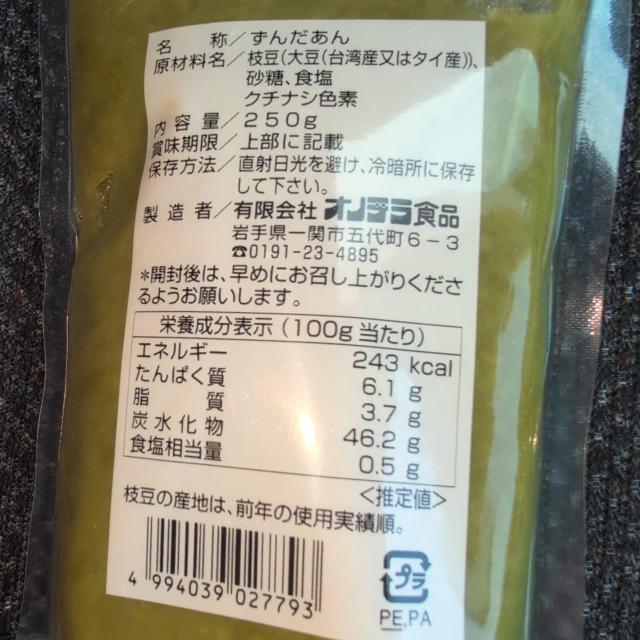 名　称／ずんだあん
原材料名／枝豆(大豆(台湾産又はタイ産))、
砂糖、食塩
クチナシ色素
内容量／250g
賞味期限／上部に記載
保存方法／直射日光を避け、冷暗所に保存
して下さい。
製造者／有限会社 オノデラ食品
岩手県一関市五代町6-3
☎0191-23-4895
*開封後は、早めにお召し上がりくださ
るようお願いします。
栄養成分表示(100g当たり)
エネルギー 243 kcal
たんぱく質 6.1 g
脂質 3.7 g
炭水化物 46.2 g
食塩相当量 0.5 g
<推定値>
枝豆の産地は、前年の使用実績順。
4 994039 027793
プラ
PE,PA